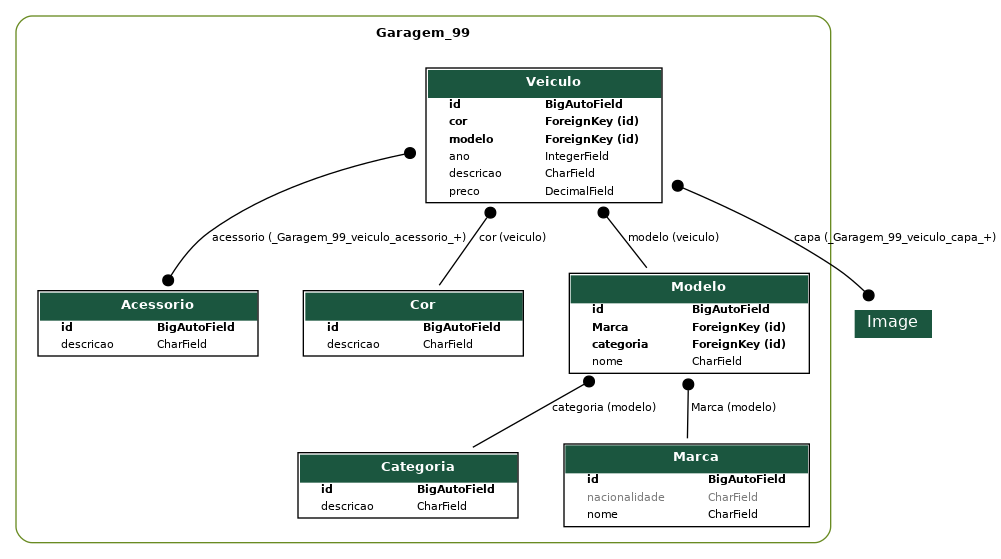 Garagem_99
Veiculo
id BigAutoField
cor ForeignKey (id)
modelo ForeignKey (id)
ano IntegerField
descricao CharField
preco DecimalField
acessorio (_Garagem_99_veiculo_acessorio_+)
cor (veiculo)
modelo (veiculo)
capa (_Garagem_99_veiculo_capa_+)
Acessorio
id BigAutoField
descricao CharField
Cor
id BigAutoField
descricao CharField
Modelo
id BigAutoField
Marca ForeignKey (id)
categoria ForeignKey (id)
nome CharField
Image
categoria (modelo)
Marca (modelo)
Categoria
id BigAutoField
descricao CharField
Marca
id BigAutoField
nacionalidade CharField
nome CharField